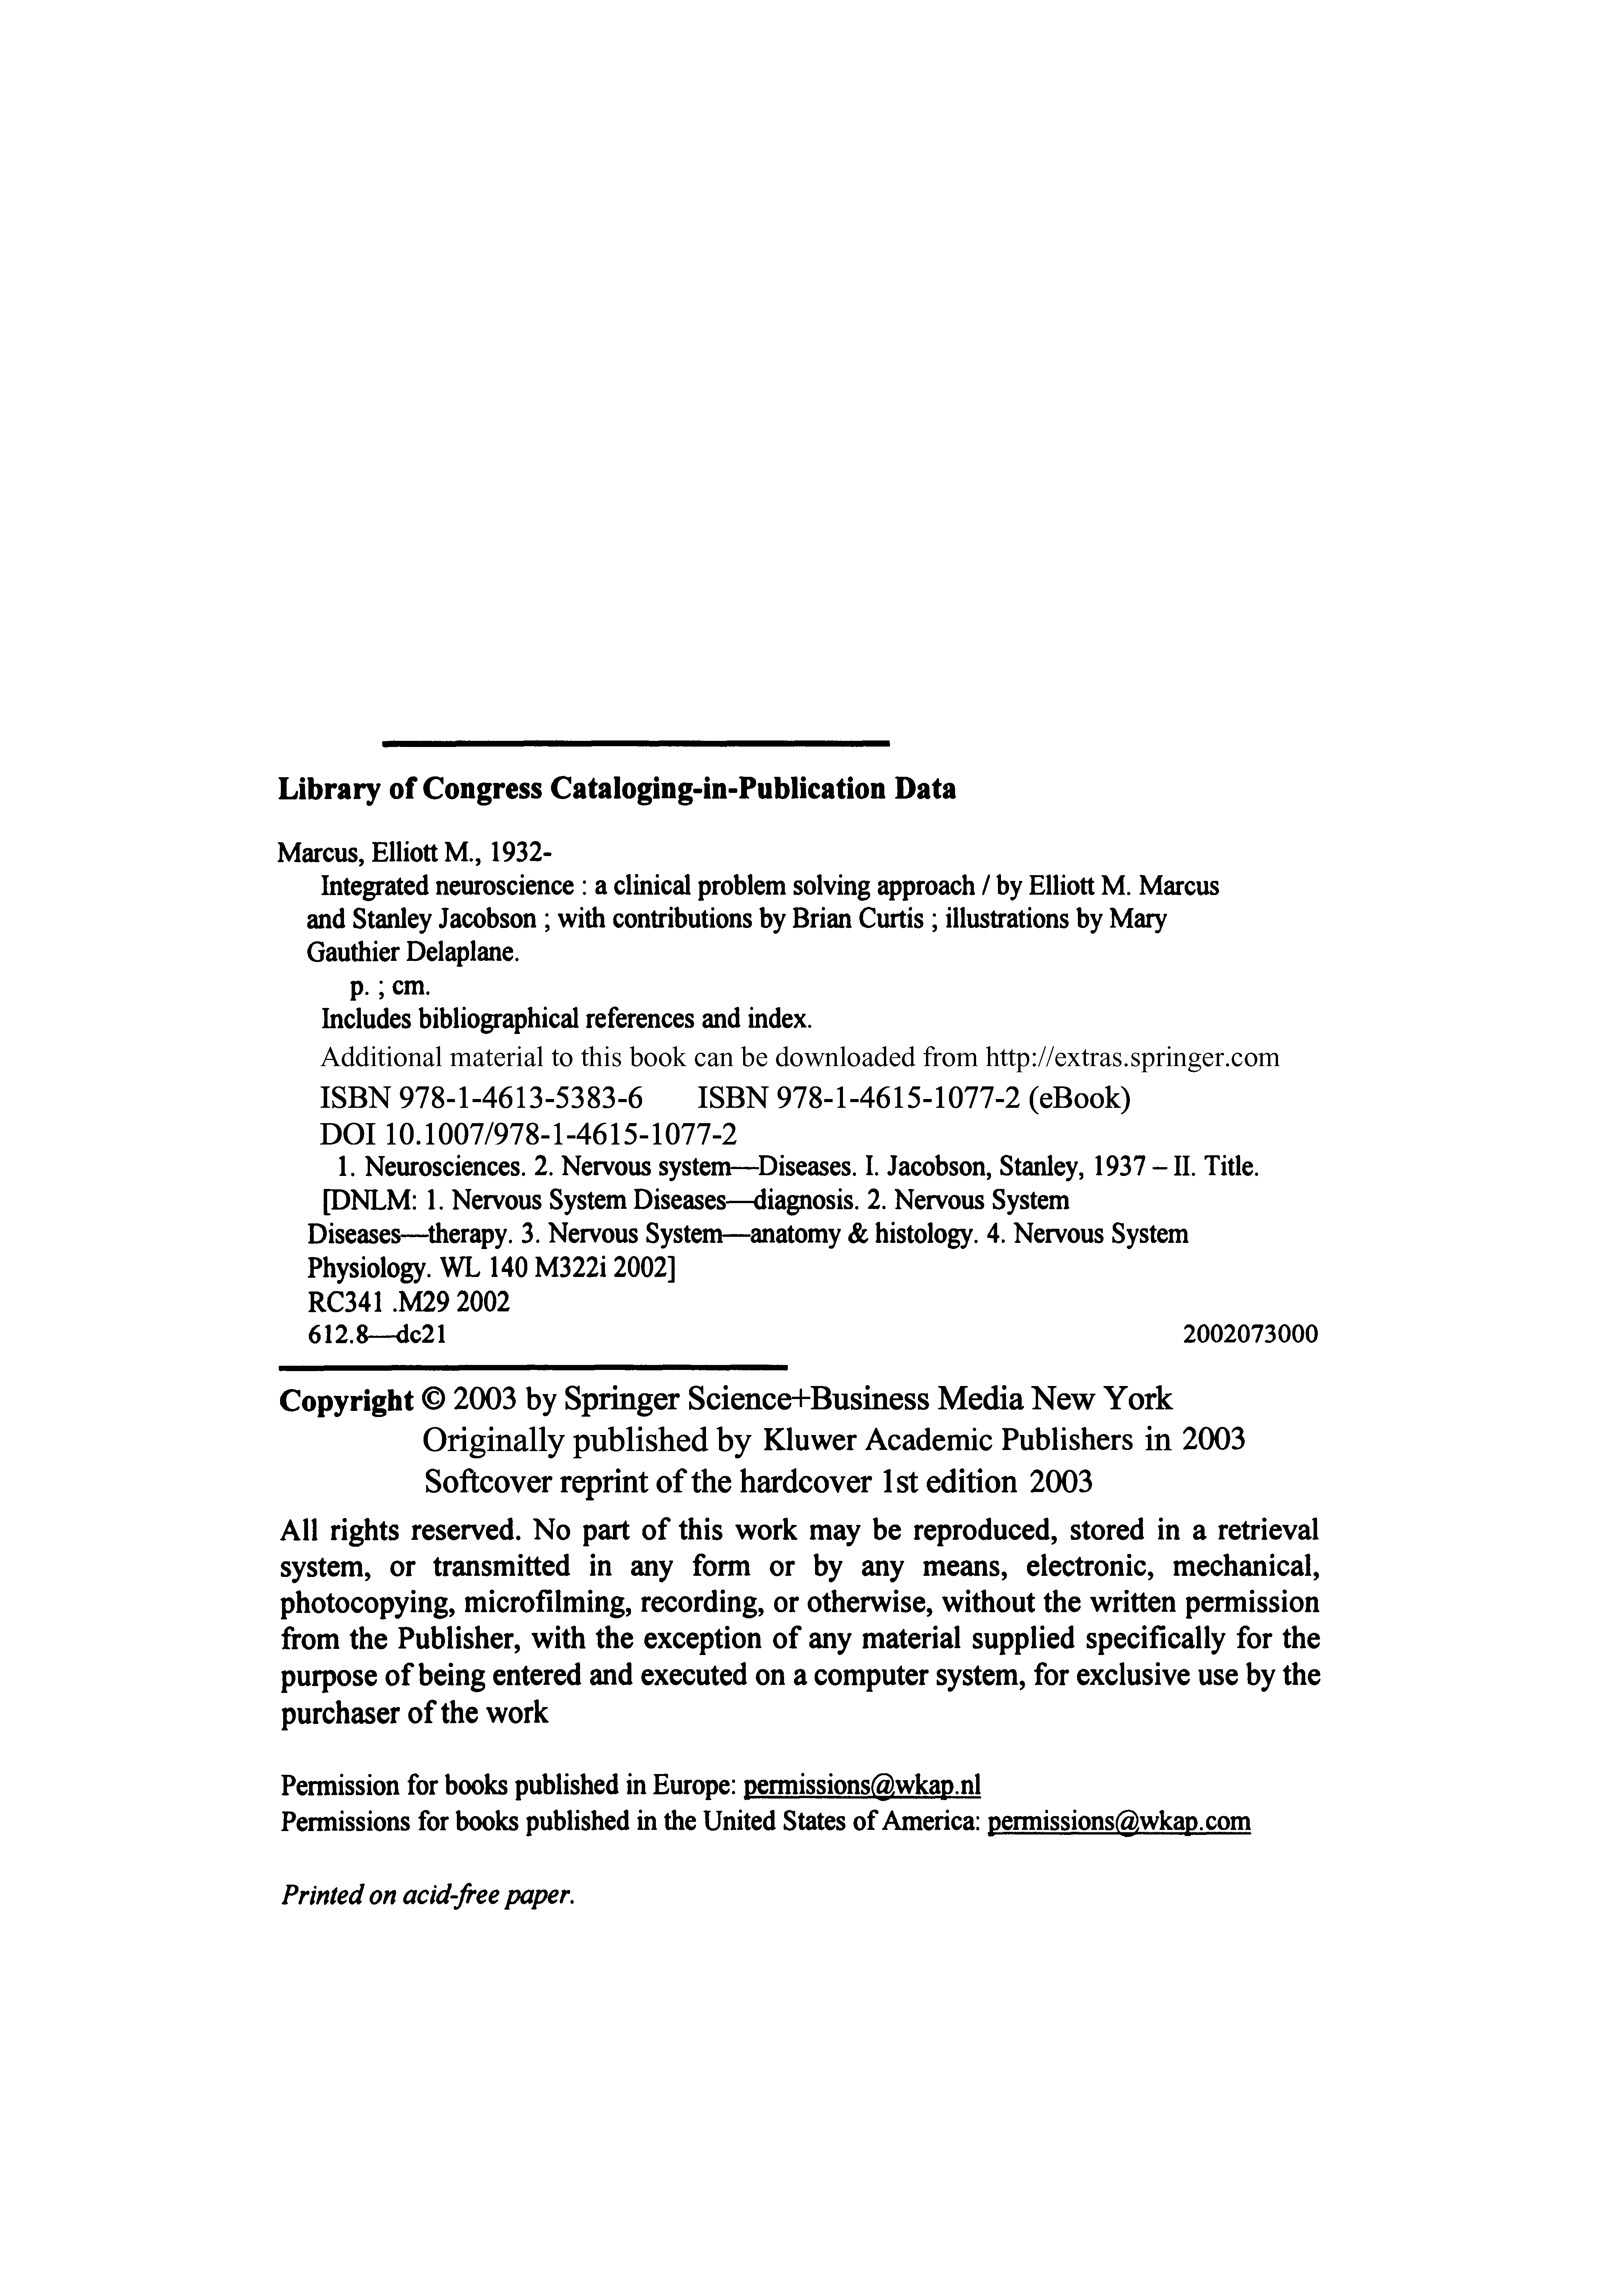 Library of Congress Cataloging-in-Publication Data
Marcus, Elliott M., 1932-
Integrated neuroscience : a clinical problem solving approach / by Elliott M. Marcus
and Stanley Jacobson ; with contributions by Brian Curtis ; illustrations by Mary
Gauthier Delaplane.
p. ; cm.
Includes bibliographical references and index.
Additional material to this book can be downloaded from http://extras.springer.com
ISBN 978-1-4613-5383-6 ISBN 978-1-4615-1077-2 (eBook)
DOI 10.1007/978-1-4615-1077-2
1. Neurosciences. 2. Nervous system—Diseases. I. Jacobson, Stanley, 1937 – II. Title.
[DNLM: 1. Nervous System Diseases—diagnosis. 2. Nervous System
Diseases—therapy. 3. Nervous System—anatomy & histology. 4. Nervous System
Physiology. WL 140 M322i 2002]
RC341 .M29 2002
612.8—dc21 2002073000
Copyright © 2003 by Springer Science+Business Media New York
Originally published by Kluwer Academic Publishers in 2003
Softcover reprint of the hardcover 1st edition 2003
All rights reserved. No part of this work may be reproduced, stored in a retrieval
system, or transmitted in any form or by any means, electronic, mechanical,
photocopying, microfilming, recording, or otherwise, without the written permission
from the Publisher, with the exception of any material supplied specifically for the
purpose of being entered and executed on a computer system, for exclusive use by the
purchaser of the work
Permission for books published in Europe: permissions@wkap.nl
Permissions for books published in the United States of America: permissions@wkap.com
Printed on acid-free paper.